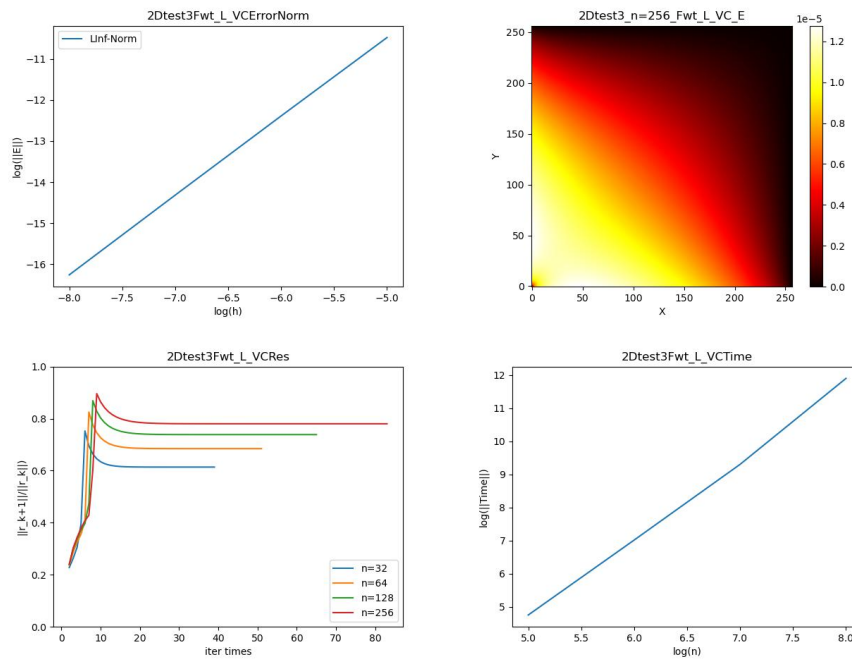 2Dtest3Fwt_L_VCErrorNorm
LInf-Norm
log(||E||)
−11
−12
−13
−14
−15
−16
−8.0 −7.5 −7.0 −6.5 −6.0 −5.5 −5.0
log(h)
2Dtest3_n=256_Fwt_L_VC_E
1e−5
Y
250
200
150
100
50
0
0 50 100 150 200 250
X
1.2
1.0
0.8
0.6
0.4
0.2
0.0
2Dtest3Fwt_L_VCRes
||r_k+1||/||r_k||
1.0
0.8
0.6
0.4
0.2
0.0
n=32
n=64
n=128
n=256
0 10 20 30 40 50 60 70 80
iter times
2Dtest3Fwt_L_VCTime
log(||Time||)
12
11
10
9
8
7
6
5
5.0 5.5 6.0 6.5 7.0 7.5 8.0
log(n)